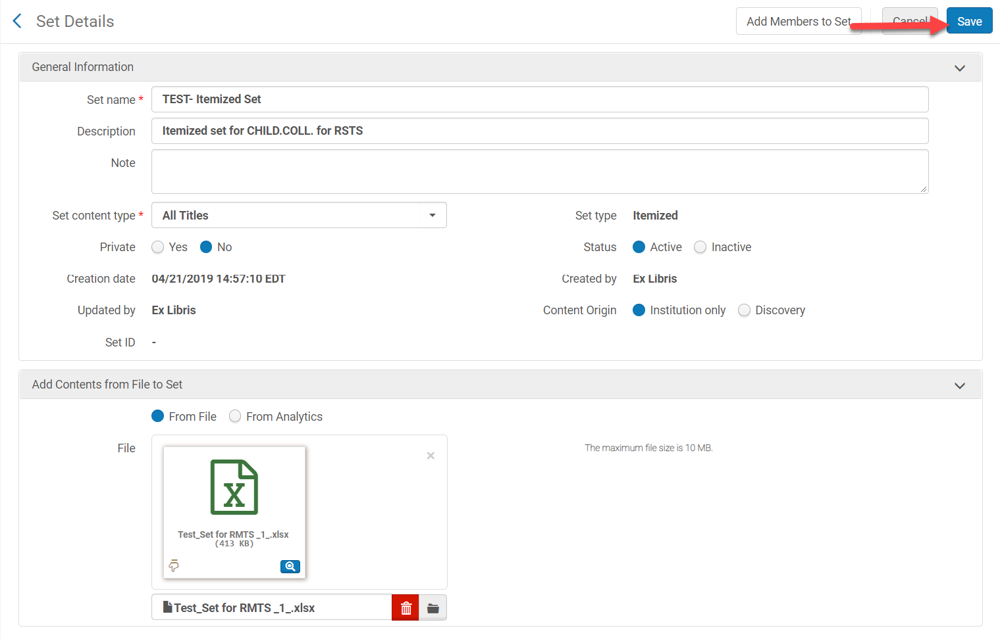 Set Details
Add Members to Set
Cancel
Save
General Information
Set name *
TEST- Itemized Set
Description
Itemized set for CHILD.COLL. for RSTS
Note
Set content type *
All Titles
Set type
Itemized
Private
Yes
No
Status
Active
Inactive
Creation date
04/21/2019 14:57:10 EDT
Created by
Ex Libris
Updated by
Ex Libris
Content Origin
Institution only
Discovery
Set ID
-
Add Contents from File to Set
From File
From Analytics
File
The maximum file size is 10 MB.
Test_Set for RMTS _1_.xlsx
(413 KB)
Test_Set for RMTS _1_.xlsx